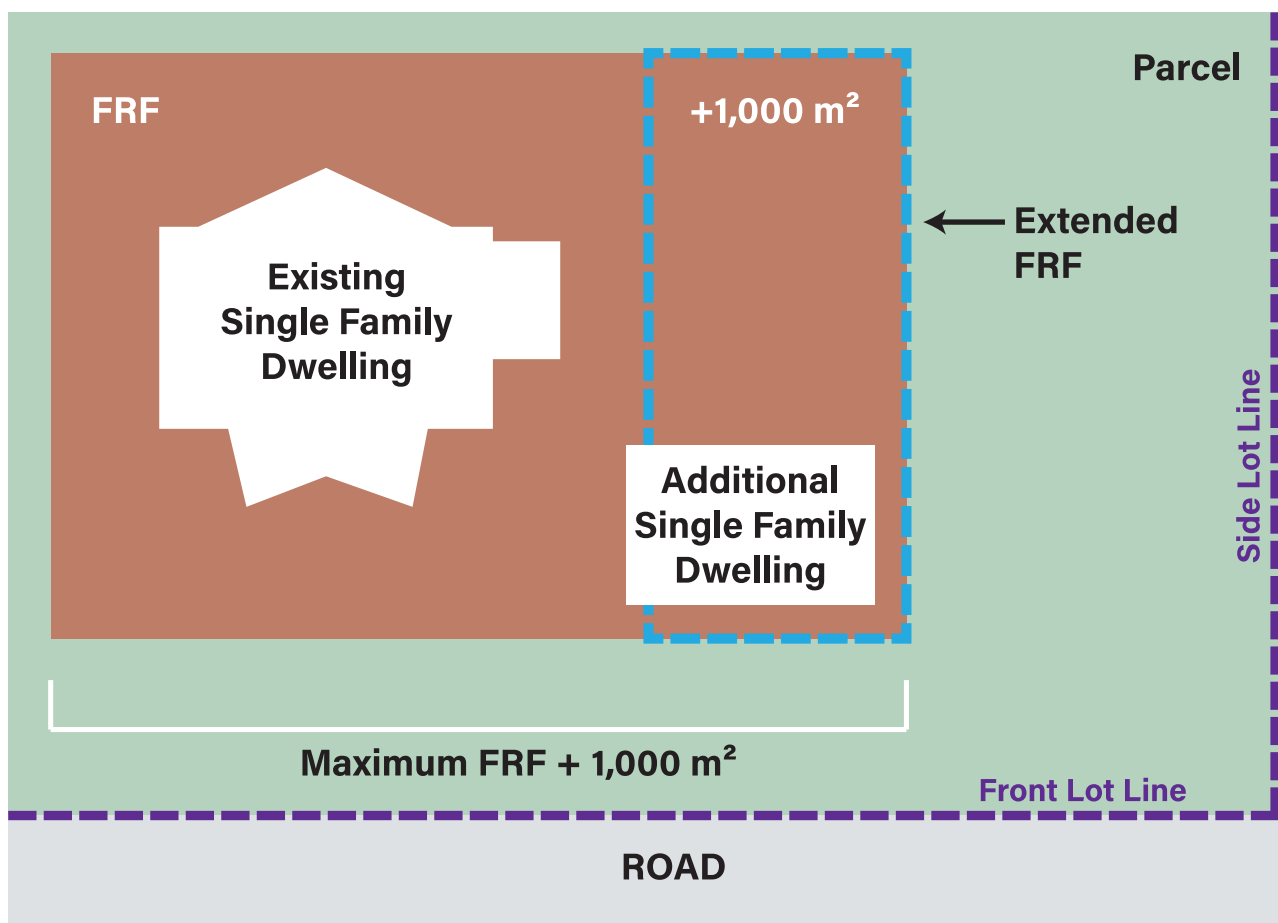 Parcel
FRF
+1,000 m²
Extended
FRF
Existing
Single Family
Dwelling
Additional
Single Family
Dwelling
Side Lot Line
Maximum FRF + 1,000 m²
Front Lot Line
ROAD